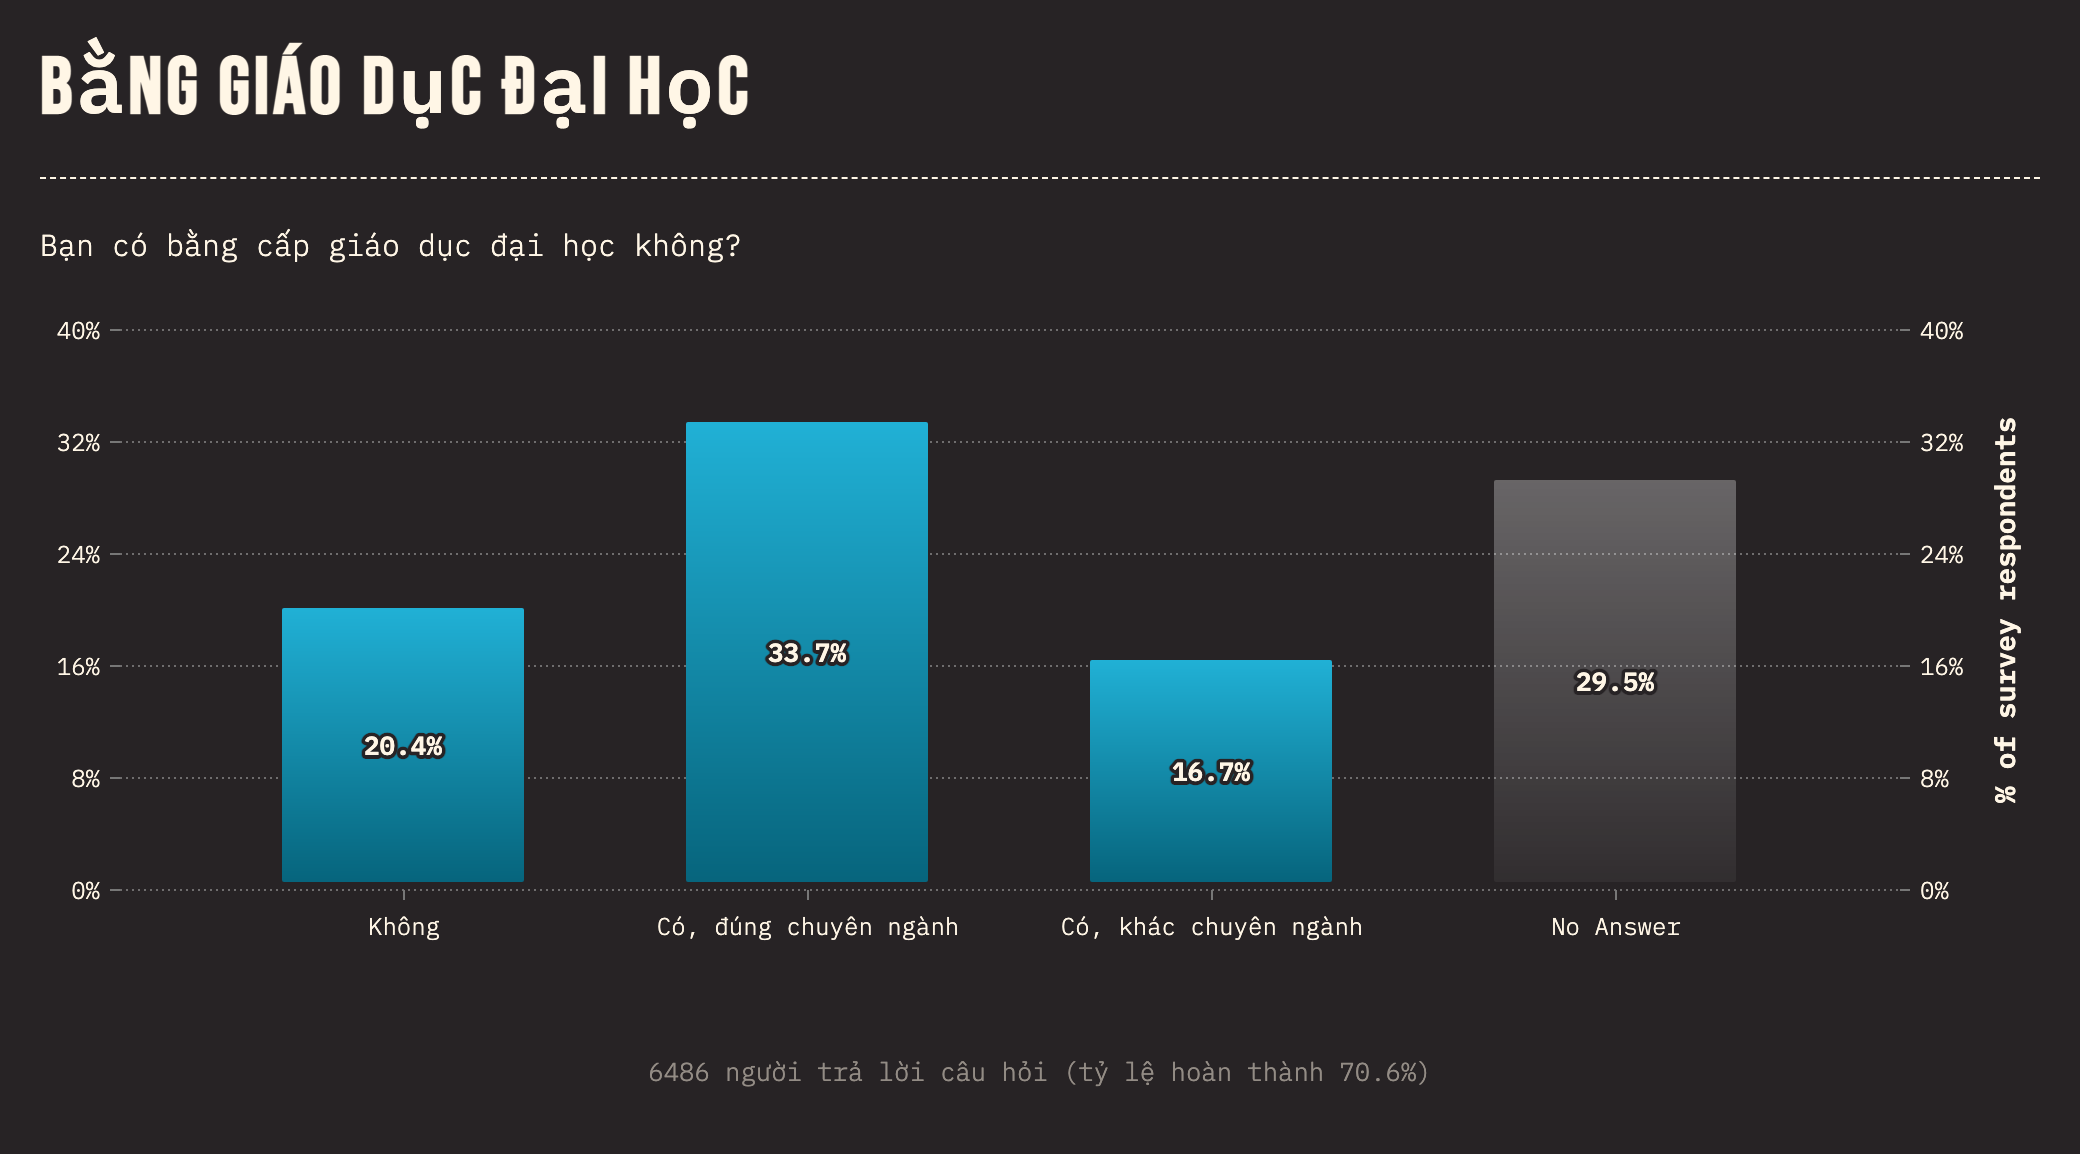 BằNG GIÁO DụC ĐạI HọC
Bạn có bằng cấp giáo dục đại học không?
40% 40%
32% 32%
24% 24%
16% 16%
8% 8%
0% 0%
20.4% 33.7% 16.7% 29.5%
Không Có, đúng chuyên ngành Có, khác chuyên ngành No Answer
% of survey respondents
6486 người trả lời câu hỏi (tỷ lệ hoàn thành 70.6%)